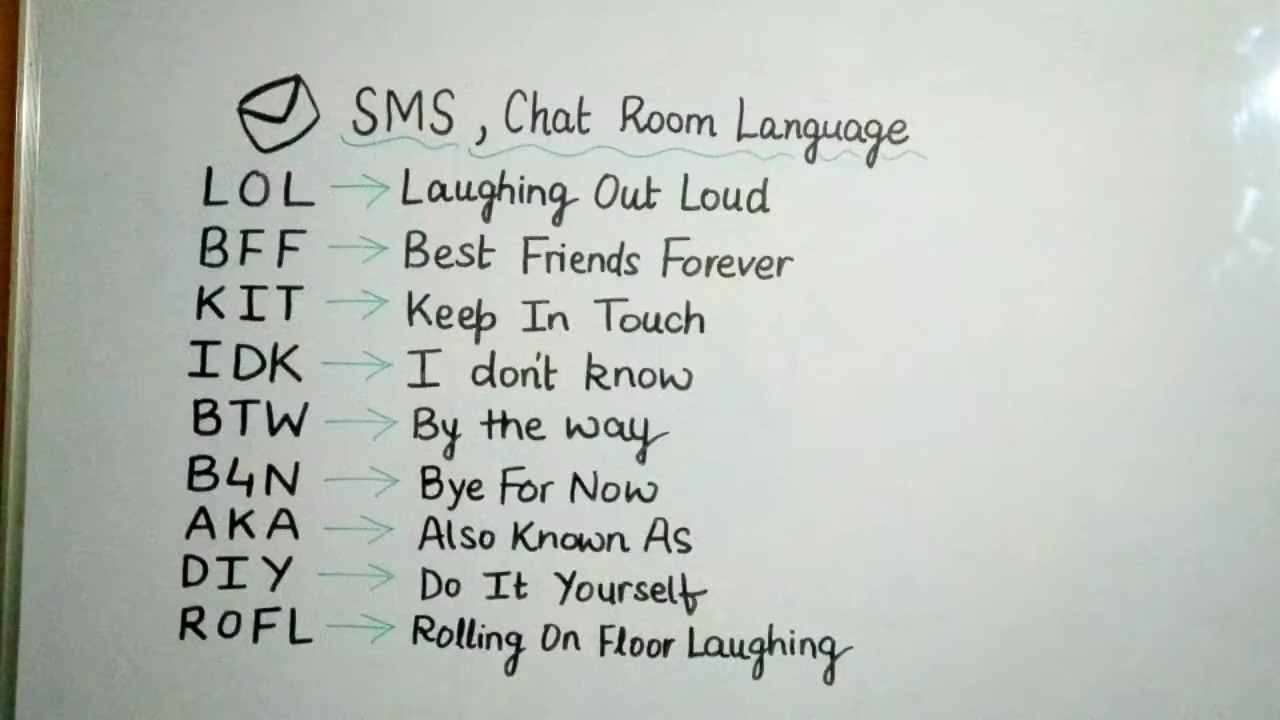 SMS, Chat Room Language
LOL → Laughing Out Loud
BFF → Best Friends Forever
KIT → Keep In Touch
IDK → I don't know
BTW → By the way
B4N → Bye For Now
AKA → Also Known As
DIY → Do It Yourself
ROFL → Rolling On Floor Laughing